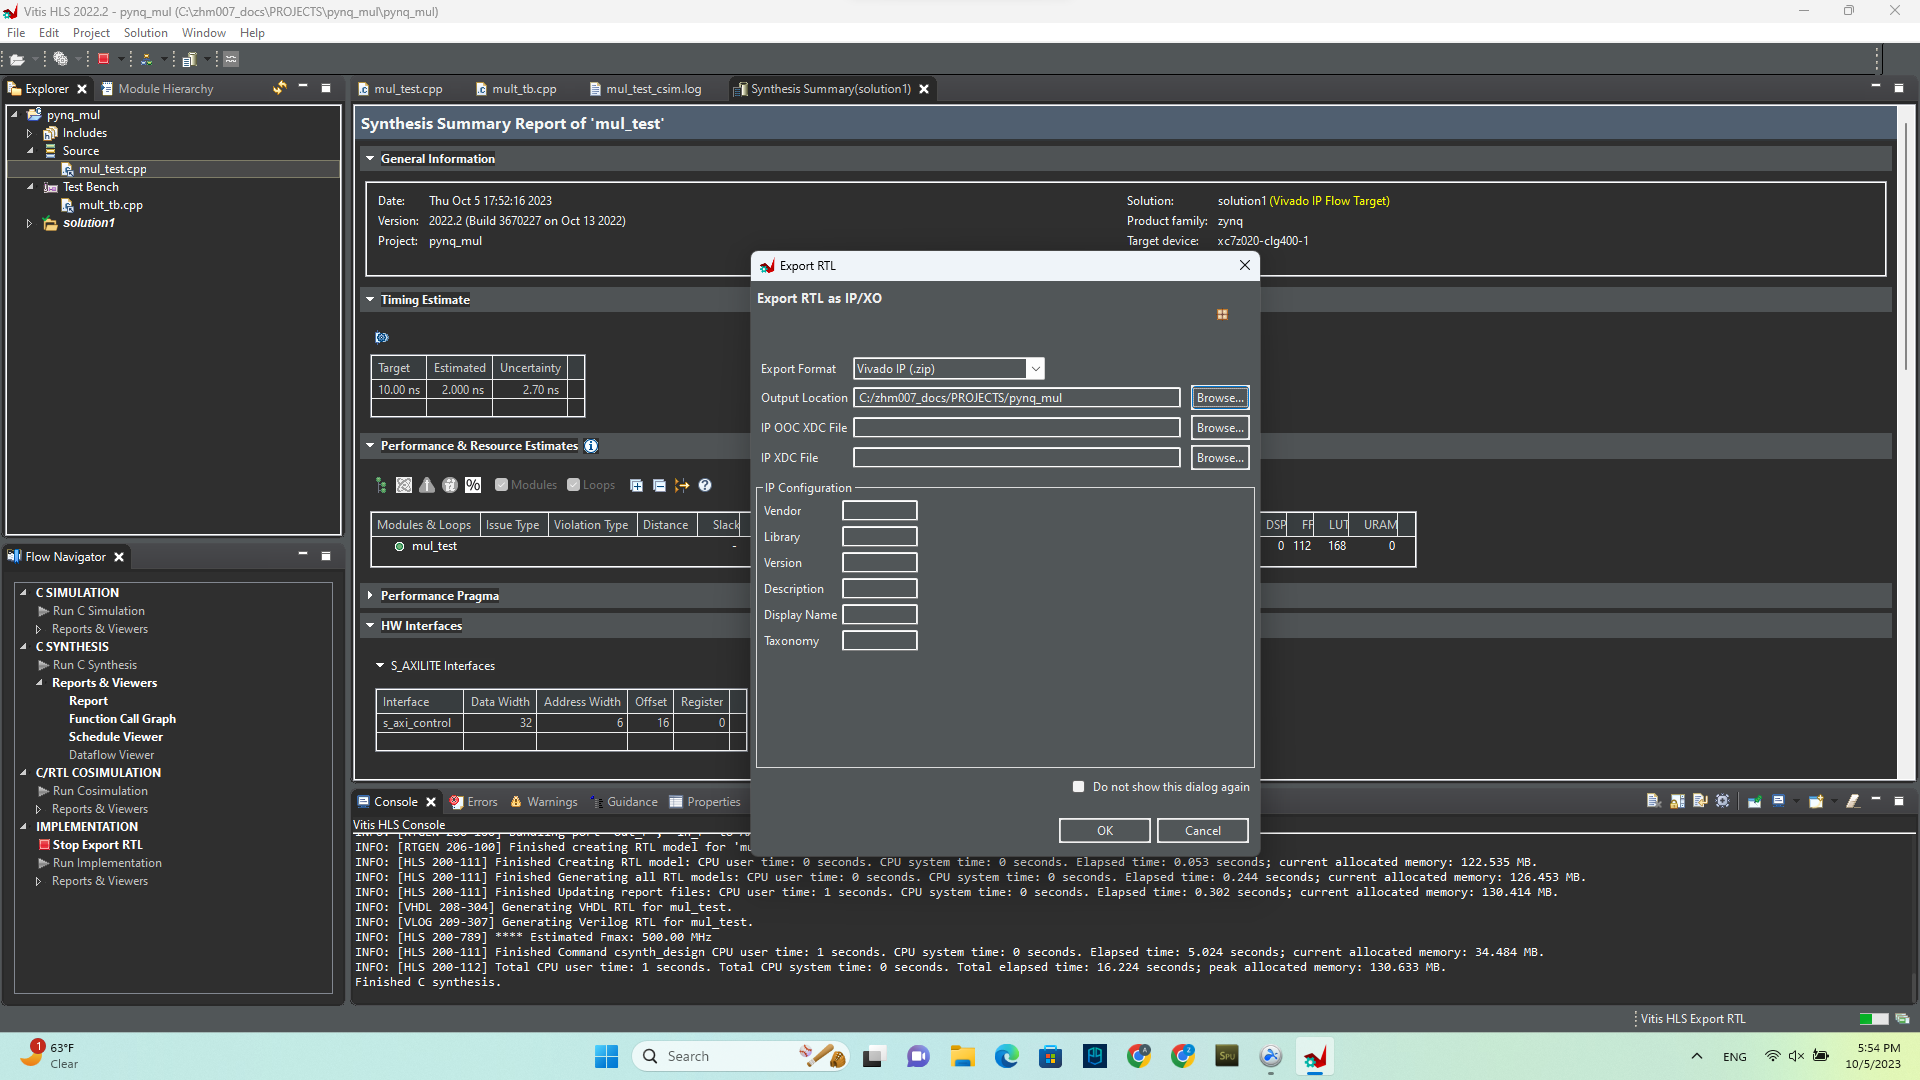 Vitis HLS 2022.2 - pynq_mul (C:\zhm007_docs\PROJECTS\pynq_mul\pynq_mul)
File Edit Project Solution Window Help
Explorer Module Hierarchy
pynq_mul
Includes
Source
mul_test.cpp
Test Bench
mult_tb.cpp
solution1
mul_test.cpp mult_tb.cpp mul_test_csim.log Synthesis Summary(solution1)
Synthesis Summary Report of 'mul_test'
General Information
Date: Thu Oct 5 17:52:16 2023
Version: 2022.2 (Build 3670227 on Oct 13 2022)
Project: pynq_mul
Solution: solution1 (Vivado IP Flow Target)
Product family: zynq
Target device: xc7z020-clg400-1
Timing Estimate
Target Estimated Uncertainty
10.00 ns 2.000 ns 2.70 ns
Performance & Resource Estimates
% Modules Loops
Modules & Loops Issue Type Violation Type Distance Slack
mul_test -
DSP FF LUT URAM
0 112 168 0
Performance Pragma
HW Interfaces
S_AXILITE Interfaces
Interface Data Width Address Width Offset Register
s_axi_control 32 6 16 0
Export RTL
Export RTL as IP/XO
Export Format Vivado IP (.zip)
Output Location C:/zhm007_docs/PROJECTS/pynq_mul Browse...
IP OOC XDC File Browse...
IP XDC File Browse...
IP Configuration
Vendor
Library
Version
Description
Display Name
Taxonomy
Do not show this dialog again
OK Cancel
Flow Navigator
C SIMULATION
Run C Simulation
Reports & Viewers
C SYNTHESIS
Run C Synthesis
Reports & Viewers
Report
Function Call Graph
Schedule Viewer
Dataflow Viewer
C/RTL COSIMULATION
Run Cosimulation
Reports & Viewers
IMPLEMENTATION
Stop Export RTL
Run Implementation
Reports & Viewers
Console Errors Warnings Guidance Properties
Vitis HLS Console
INFO: [RTGEN 206-100] Finished creating RTL model for 'mu
INFO: [HLS 200-111] Finished Creating RTL model: CPU user time: 0 seconds. CPU system time: 0 seconds. Elapsed time: 0.053 seconds; current allocated memory: 122.535 MB.
INFO: [HLS 200-111] Finished Generating all RTL models: CPU user time: 0 seconds. CPU system time: 0 seconds. Elapsed time: 0.244 seconds; current allocated memory: 126.453 MB.
INFO: [HLS 200-111] Finished Updating report files: CPU user time: 1 seconds. CPU system time: 0 seconds. Elapsed time: 0.302 seconds; current allocated memory: 130.414 MB.
INFO: [VHDL 208-304] Generating VHDL RTL for mul_test.
INFO: [VLOG 209-307] Generating Verilog RTL for mul_test.
INFO: [HLS 200-789] **** Estimated Fmax: 500.00 MHz
INFO: [HLS 200-111] Finished Command csynth_design CPU user time: 1 seconds. CPU system time: 0 seconds. Elapsed time: 5.024 seconds; current allocated memory: 34.484 MB.
INFO: [HLS 200-112] Total CPU user time: 1 seconds. Total CPU system time: 0 seconds. Total elapsed time: 16.224 seconds; peak allocated memory: 130.633 MB.
Finished C synthesis.
Vitis HLS Export RTL
1
63°F
Clear
Search
SPU
ENG
5:54 PM
10/5/2023